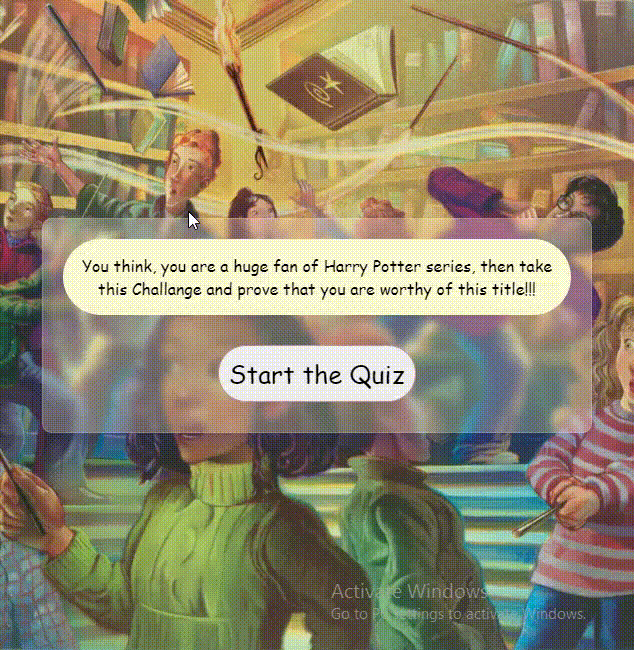 You think, you are a huge fan of Harry Potter series, then take
this Challange and prove that you are worthy of this title!!!
Start the Quiz
Activate Windows
Go to PC settings to activate Windows.